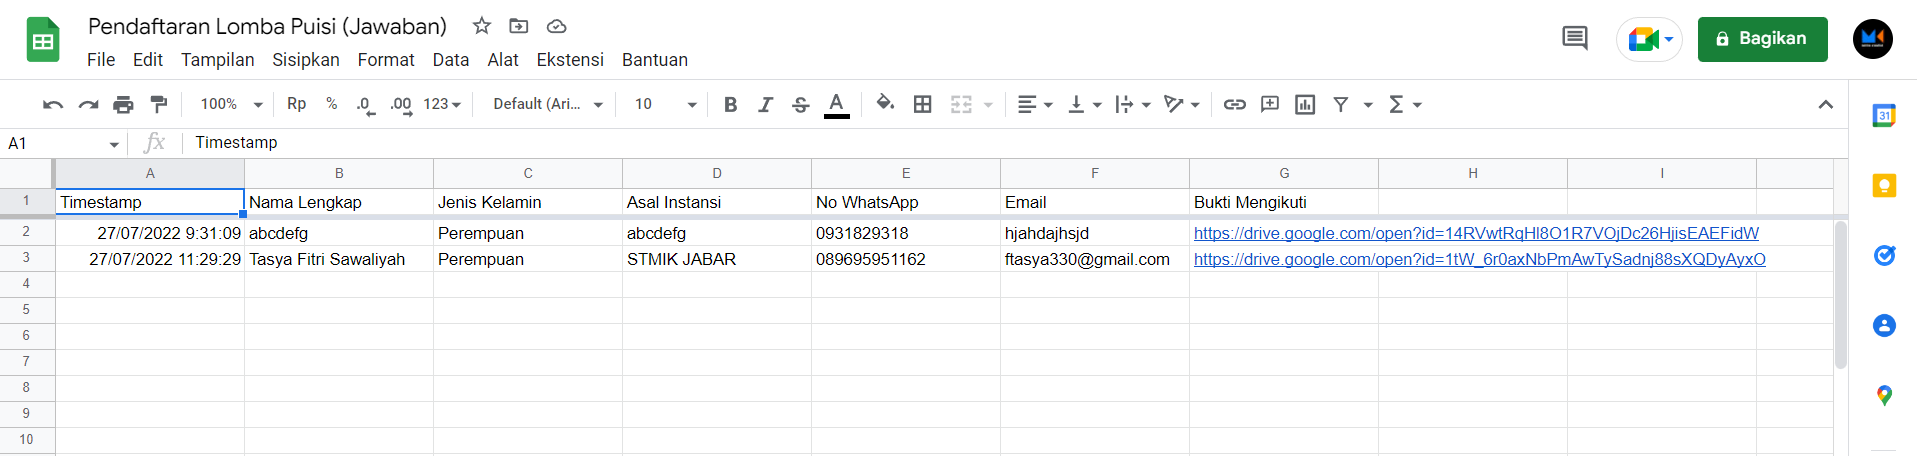 Pendaftaran Lomba Puisi (Jawaban)
File Edit Tampilan Sisipkan Format Data Alat Ekstensi Bantuan
Bagikan
100% Rp % .0 .00 123 Default (Ari... 10 B I S A
31
A1 fx Timestamp
A B C D E F G H I
1 Timestamp Nama Lengkap Jenis Kelamin Asal Instansi No WhatsApp Email Bukti Mengikuti
2 27/07/2022 9:31:09 abcdefg Perempuan abcdefg 0931829318 hjahdajhsjd https://drive.google.com/open?id=14RVwtRqHl8O1R7VOjDc26HjisEAEFidW
3 27/07/2022 11:29:29 Tasya Fitri Sawaliyah Perempuan STMIK JABAR 089695951162 ftasya330@gmail.com https://drive.google.com/open?id=1tW_6r0axNbPmAwTySadnj88sXQDyAyxO
4
5
6
7
8
9
10